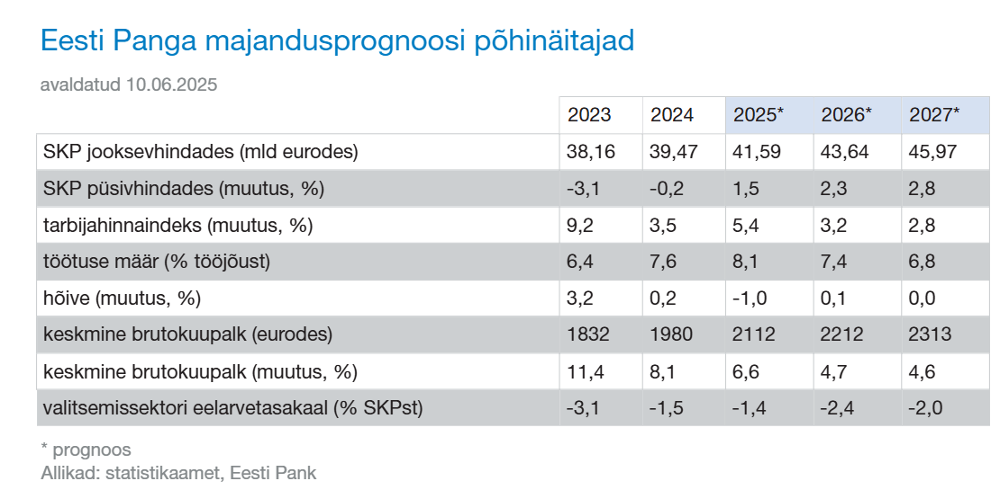 Eesti Panga majandusprognoosi põhinäitajad
avaldatud 10.06.2025
2023 2024 2025* 2026* 2027*
SKP jooksevhindades (mld eurodes) 38,16 39,47 41,59 43,64 45,97
SKP püsivhindades (muutus, %) -3,1 -0,2 1,5 2,3 2,8
tarbijahinnaindeks (muutus, %) 9,2 3,5 5,4 3,2 2,8
töötuse määr (% tööjõust) 6,4 7,6 8,1 7,4 6,8
hõive (muutus, %) 3,2 0,2 -1,0 0,1 0,0
keskmine brutokuupalk (eurodes) 1832 1980 2112 2212 2313
keskmine brutokuupalk (muutus, %) 11,4 8,1 6,6 4,7 4,6
valitsemissektori eelarvetasakaal (% SKPst) -3,1 -1,5 -1,4 -2,4 -2,0
* prognoos
Allikad: statistikaamet, Eesti Pank